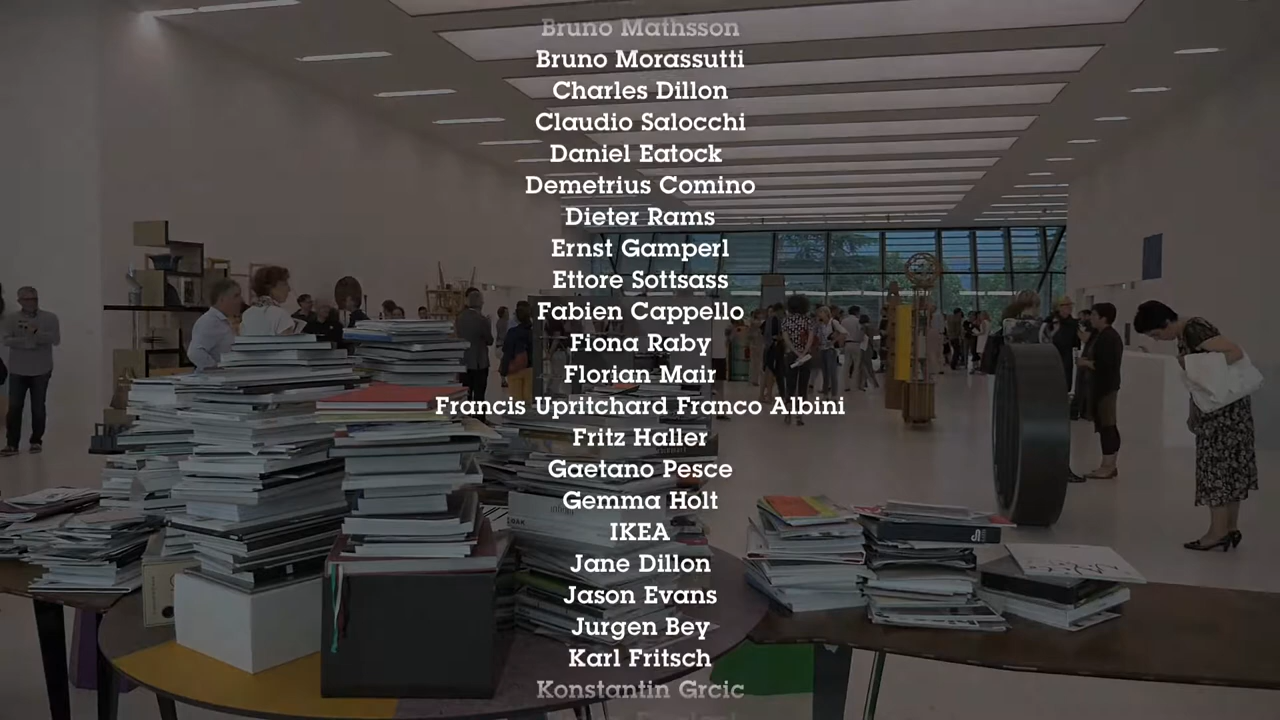 Bruno Mathsson
Bruno Morassutti
Charles Dillon
Claudio Salocchi
Daniel Eatock
Demetrius Comino
Dieter Rams
Ernst Gamperl
Ettore Sottsass
Fabien Cappello
Fiona Raby
Florian Mair
Francis Upritchard Franco Albini
Fritz Haller
Gaetano Pesce
Gemma Holt
IKEA
Jane Dillon
Jason Evans
Jurgen Bey
Karl Fritsch
Konstantin Grcic